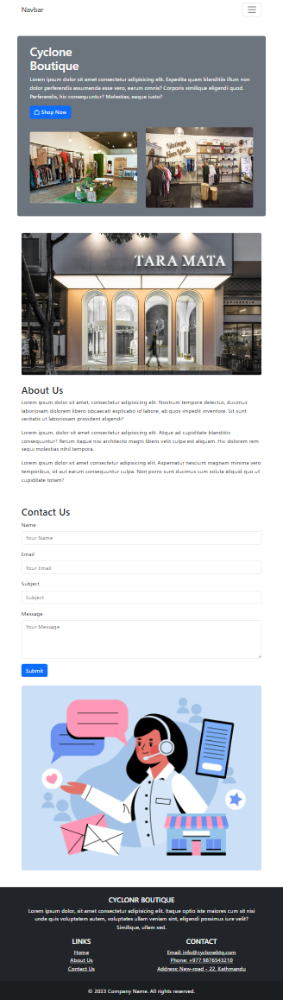 Navbar
Cyclone
Boutique
Lorem ipsum dolor sit amet consectetur adipisicing elit. Expedita quam blanditiis illum non
dolor perferendis assumenda esse vero, earum omnis? Corporis similique eligendi quod.
Perferendis, hic consequuntur? Molestias, eaque iusto?
Shop Now
TARA MATA
About Us
Lorem ipsum dolor sit amet, consectetur adipisicing elit. Nostrum tempore delectus, ducimus
laboriosam dolorem libero obcaecati explicabo id labore, ab quos impedit inventore. Sit sunt
veritatis ut laboriosam provident eligendi?
Lorem ipsum, dolor sit amet consectetur adipisicing elit. Atque ad cupiditate blanditiis
consequuntur? Rerum itaque nisi architecto magni libero velit culpa est aliquam. Hic dolorem rem
sequi molestias nihil tempora.
Lorem ipsum dolor sit amet consectetur adipisicing elit. Aspernatur nesciunt magnam minima vero
temporibus, sit aut earum consequuntur culpa. Non porro sunt ducimus cum soluta aliquid quo ut
cupiditate totam?
Contact Us
Name
Your Name
Email
Your Email
Subject
Subject
Message
Your Message
Submit
CYCLONR BOUTIQUE
Lorem ipsum dolor, sit amet consectetur adipisicing elit. Itaque optio iste maiores cum sit nisi
unde quis voluptatem autem, voluptates ullam veniam sint, eligendi possimus iure velit?
Similique, ullam sed.
LINKS
Home
About Us
Contact Us
CONTACT
Email: info@cyclonebtq.com
Phone: +977 9876543210
Address: New-road - 22, Kathmandu
© 2023 Company Name. All rights reserved.